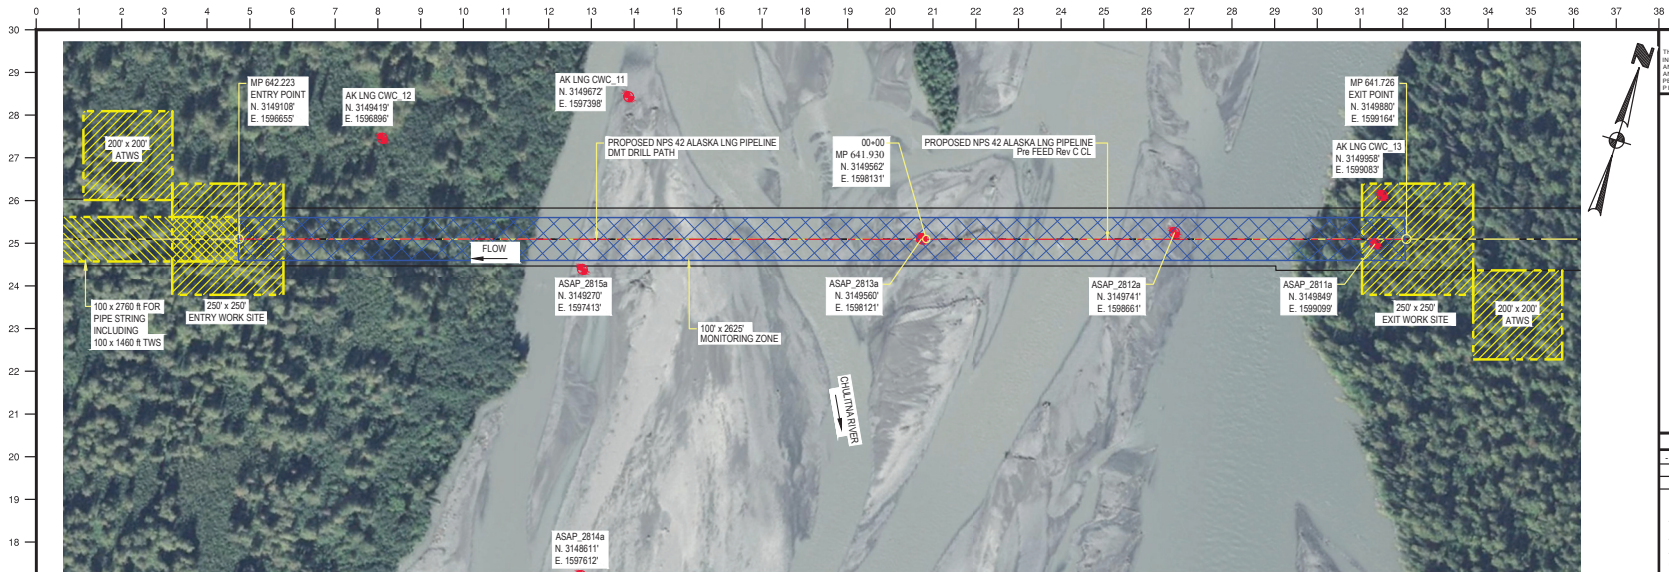 0 1 2 3 4 5 6 7 8 9 10 11 12 13 14 15 16 17 18 19 20 21 22 23 24 25 26 27 28 29 30 31 32 33 34 35 36 37 38
30
29
28
27
26
25
24
23
22
21
20
19
18
MP 642.223
ENTRY POINT
N. 3149108'
E. 1596655'
AK LNG CWC_12
N. 3149419'
E. 1596896'
AK LNG CWC_11
N. 3149672'
E. 1597398'
200' x 200'
ATWS
PROPOSED NPS 42 ALASKA LNG PIPELINE
DMT DRILL PATH
00+00
MP 641.930
N. 3149562'
E. 1598131'
PROPOSED NPS 42 ALASKA LNG PIPELINE
Pre FEED Rev C CL
MP 641.726
EXIT POINT
N. 3149880'
E. 1599164'
AK LNG CWC_13
N. 3149958'
E. 1599083'
N
FLOW
100 x 2760 ft FOR
PIPE STRING
INCLUDING
100 x 1460 ft TWS
250' x 250'
ENTRY WORK SITE
ASAP_2815a
N. 3149270'
E. 1597413'
100' x 2625'
MONITORING ZONE
ASAP_2813a
N. 3149560'
E. 1598121'
ASAP_2812a
N. 3149741'
E. 1598661'
ASAP_2811a
N. 3149849'
E. 1599099'
250' x 250'
EXIT WORK SITE
200' x 200'
ATWS
CHULITNA RIVER
ASAP_2814a
N. 3148611'
E. 1597612'